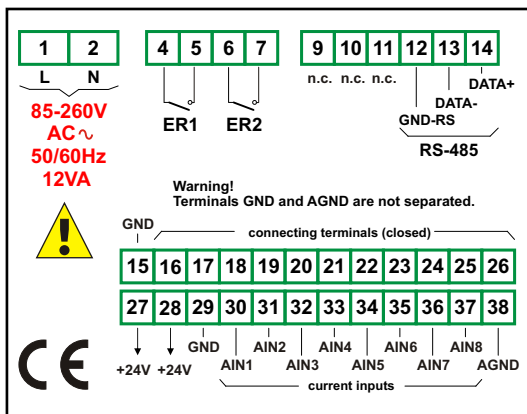 1 2 4 5 6 7 9 10 11 12 13 14
L N n.c. n.c. n.c. DATA+
85-260V
AC∿
50/60Hz
12VA
ER1 ER2
DATA-
GND-RS
RS-485
Warning!
Terminals GND and AGND are not separated.
GND
connecting terminals (closed)
15 16 17 18 19 20 21 22 23 24 25 26
27 28 29 30 31 32 33 34 35 36 37 38
GND AIN2 AIN4 AIN6 AIN8
+24V +24V AIN1 AIN3 AIN5 AIN7 AGND
current inputs
CE